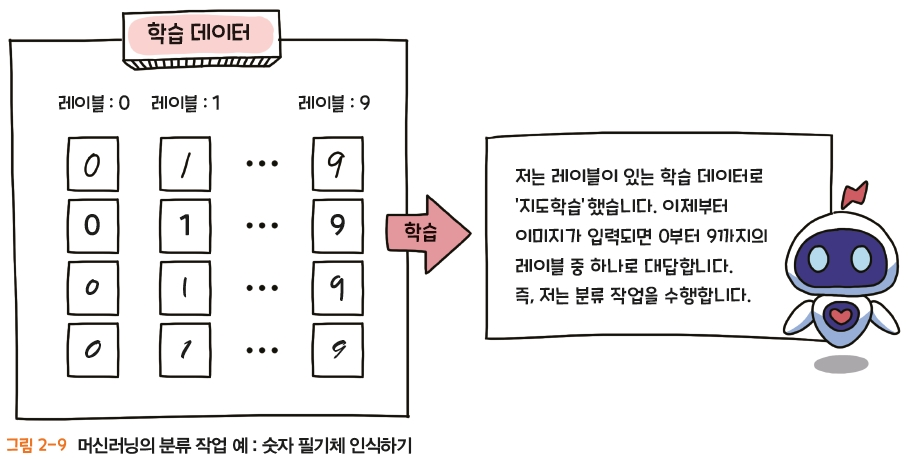 학습 데이터
레이블 : 0 레이블 : 1 레이블 : 9
0 1 ••• 9
0 1 ••• 9
0 1 ••• 9
0 1 ••• 9
학습
저는 레이블이 있는 학습 데이터로
'지도학습'했습니다. 이제부터
이미지가 입력되면 0부터 9까지의
레이블 중 하나로 대답합니다.
즉, 저는 분류 작업을 수행합니다.
그림 2-9 머신러닝의 분류 작업 예 : 숫자 필기체 인식하기